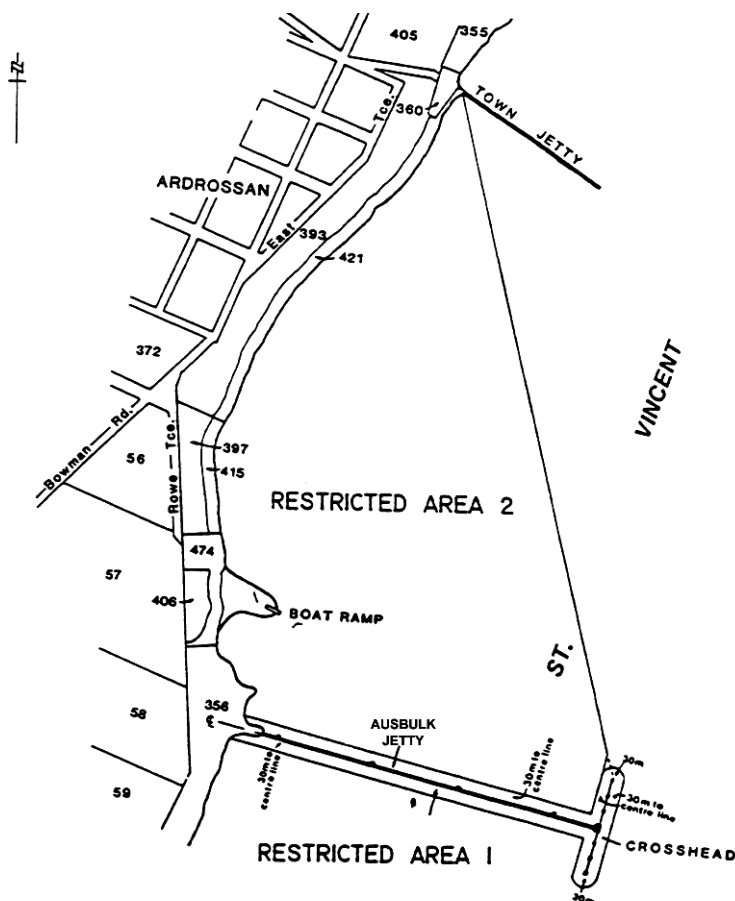 N
405
355
360
Tce.
TOWN JETTY
ARDROSSAN
East
393
421
372
VINCENT
Bowman Rd.
Rowe Tce.
56
397
415
RESTRICTED AREA 2
474
57
406
BOAT RAMP
ST.
356
58
AUSBULK
JETTY
30m to
centre line
30m to
centre line
30m
30m to
centre line
59
CROSSHEAD
RESTRICTED AREA 1
30m